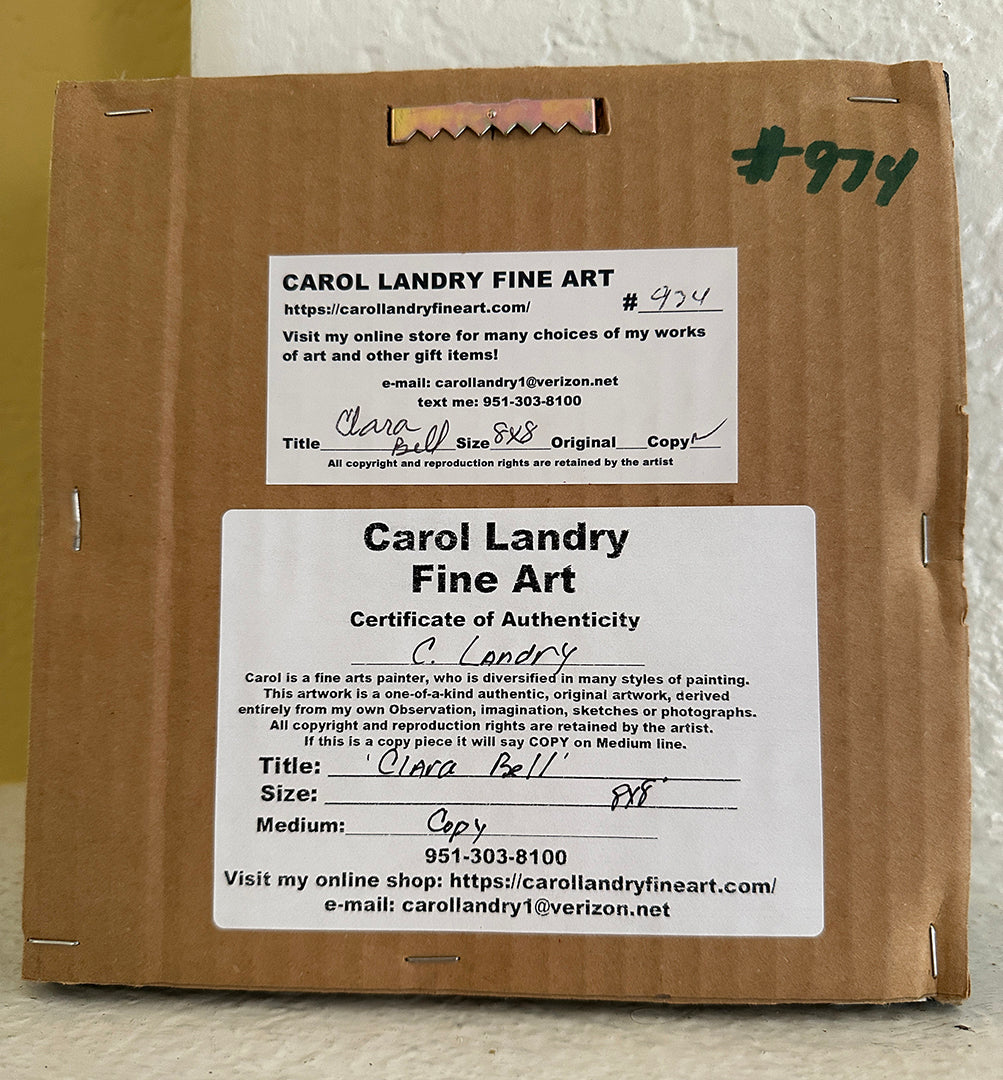 #974
CAROL LANDRY FINE ART
https://carollandryfineart.com/
# 974
Visit my online store for many choices of my works
of art and other gift items!
e-mail: carollandry1@verizon.net
text me: 951-303-8100
Title Clara Bell Size 8x8 Original Copy ✓
All copyright and reproduction rights are retained by the artist
Carol Landry
Fine Art
Certificate of Authenticity
C. Landry
Carol is a fine arts painter, who is diversified in many styles of painting.
This artwork is a one-of-a-kind authentic, original artwork, derived
entirely from my own Observation, imagination, sketches or photographs.
All copyright and reproduction rights are retained by the artist.
If this is a copy piece it will say COPY on Medium line.
Title: 'Clara Bell'
Size: 8x8"
Medium: Copy
951-303-8100
Visit my online shop: https://carollandryfineart.com/
e-mail: carollandry1@verizon.net